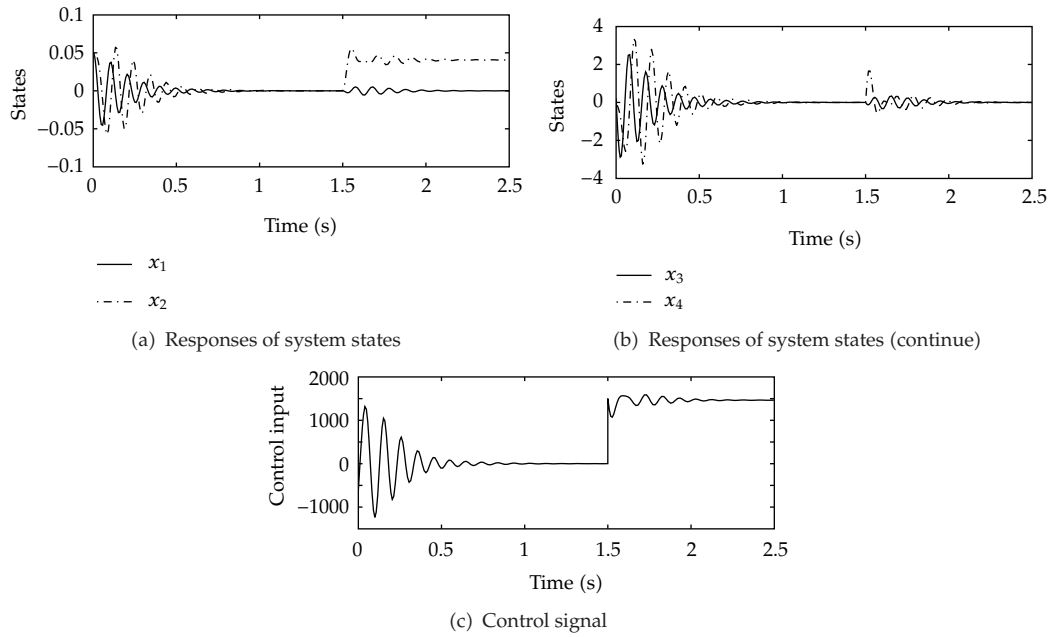 0.1
0.05
0
−0.05
−0.1
States
0 0.5 1 1.5 2 2.5
Time (s)
x1
x2
(a) Responses of system states
4
2
0
−2
−4
States
0 0.5 1 1.5 2 2.5
Time (s)
x3
x4
(b) Responses of system states (continue)
2000
1000
0
−1000
Control input
0 0.5 1 1.5 2 2.5
Time (s)
(c) Control signal